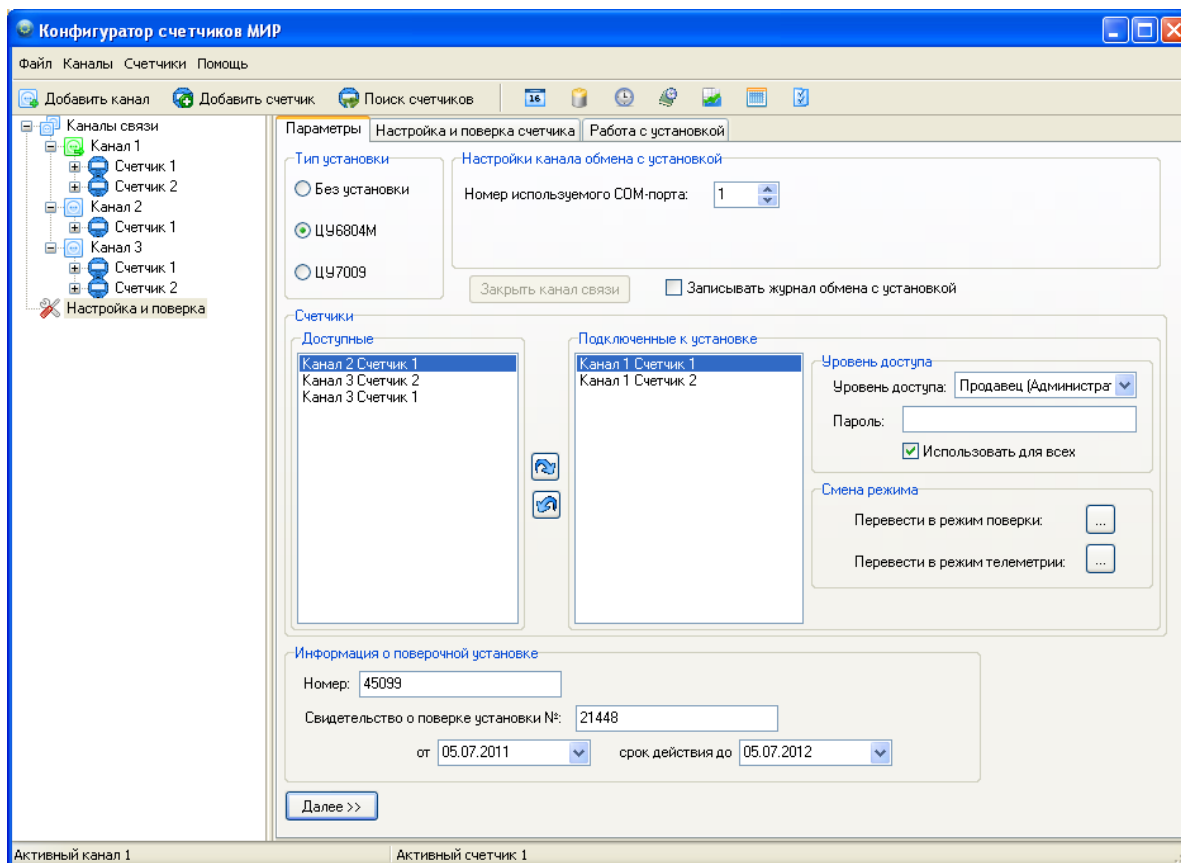 Конфигуратор счетчиков МИР
Файл Каналы Счетчики Помощь
Добавить канал Добавить счетчик Поиск счетчиков 16
Каналы связи
Канал 1
Счетчик 1
Счетчик 2
Канал 2
Счетчик 1
Канал 3
Счетчик 1
Счетчик 2
Настройка и поверка
Параметры Настройка и поверка счетчика Работа с установкой
Тип установки
Без установки
ЦУ6804М
ЦУ7009
Настройки канала обмена с установкой
Номер используемого COM-порта: 1
Закрыть канал связи Записывать журнал обмена с установкой
Счетчики
Доступные
Канал 2 Счетчик 1
Канал 3 Счетчик 2
Канал 3 Счетчик 1
Подключенные к установке
Канал 1 Счетчик 1
Канал 1 Счетчик 2
Уровень доступа
Уровень доступа: Продавец (Администрат
Пароль:
Использовать для всех
Смена режима
Перевести в режим поверки: ...
Перевести в режим телеметрии: ...
Информация о поверочной установке
Номер: 45099
Свидетельство о поверке установки №: 21448
от 05.07.2011 срок действия до 05.07.2012
Далее >>
Активный канал 1 Активный счетчик 1